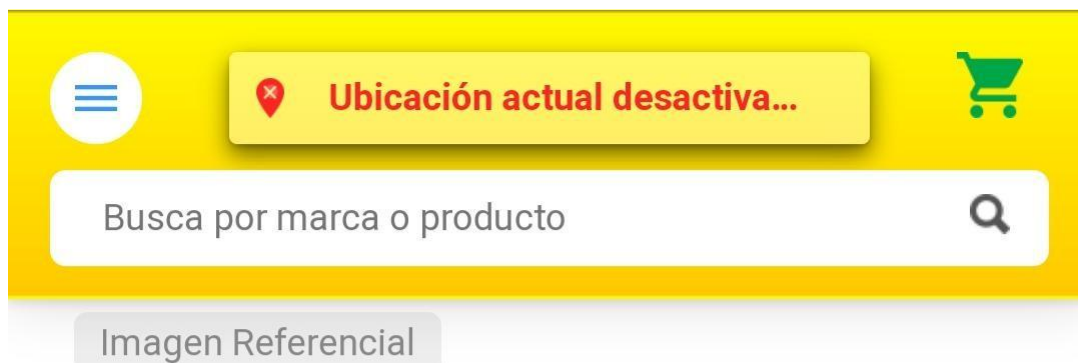 Ubicación actual desactiva...
Busca por marca o producto
Imagen Referencial